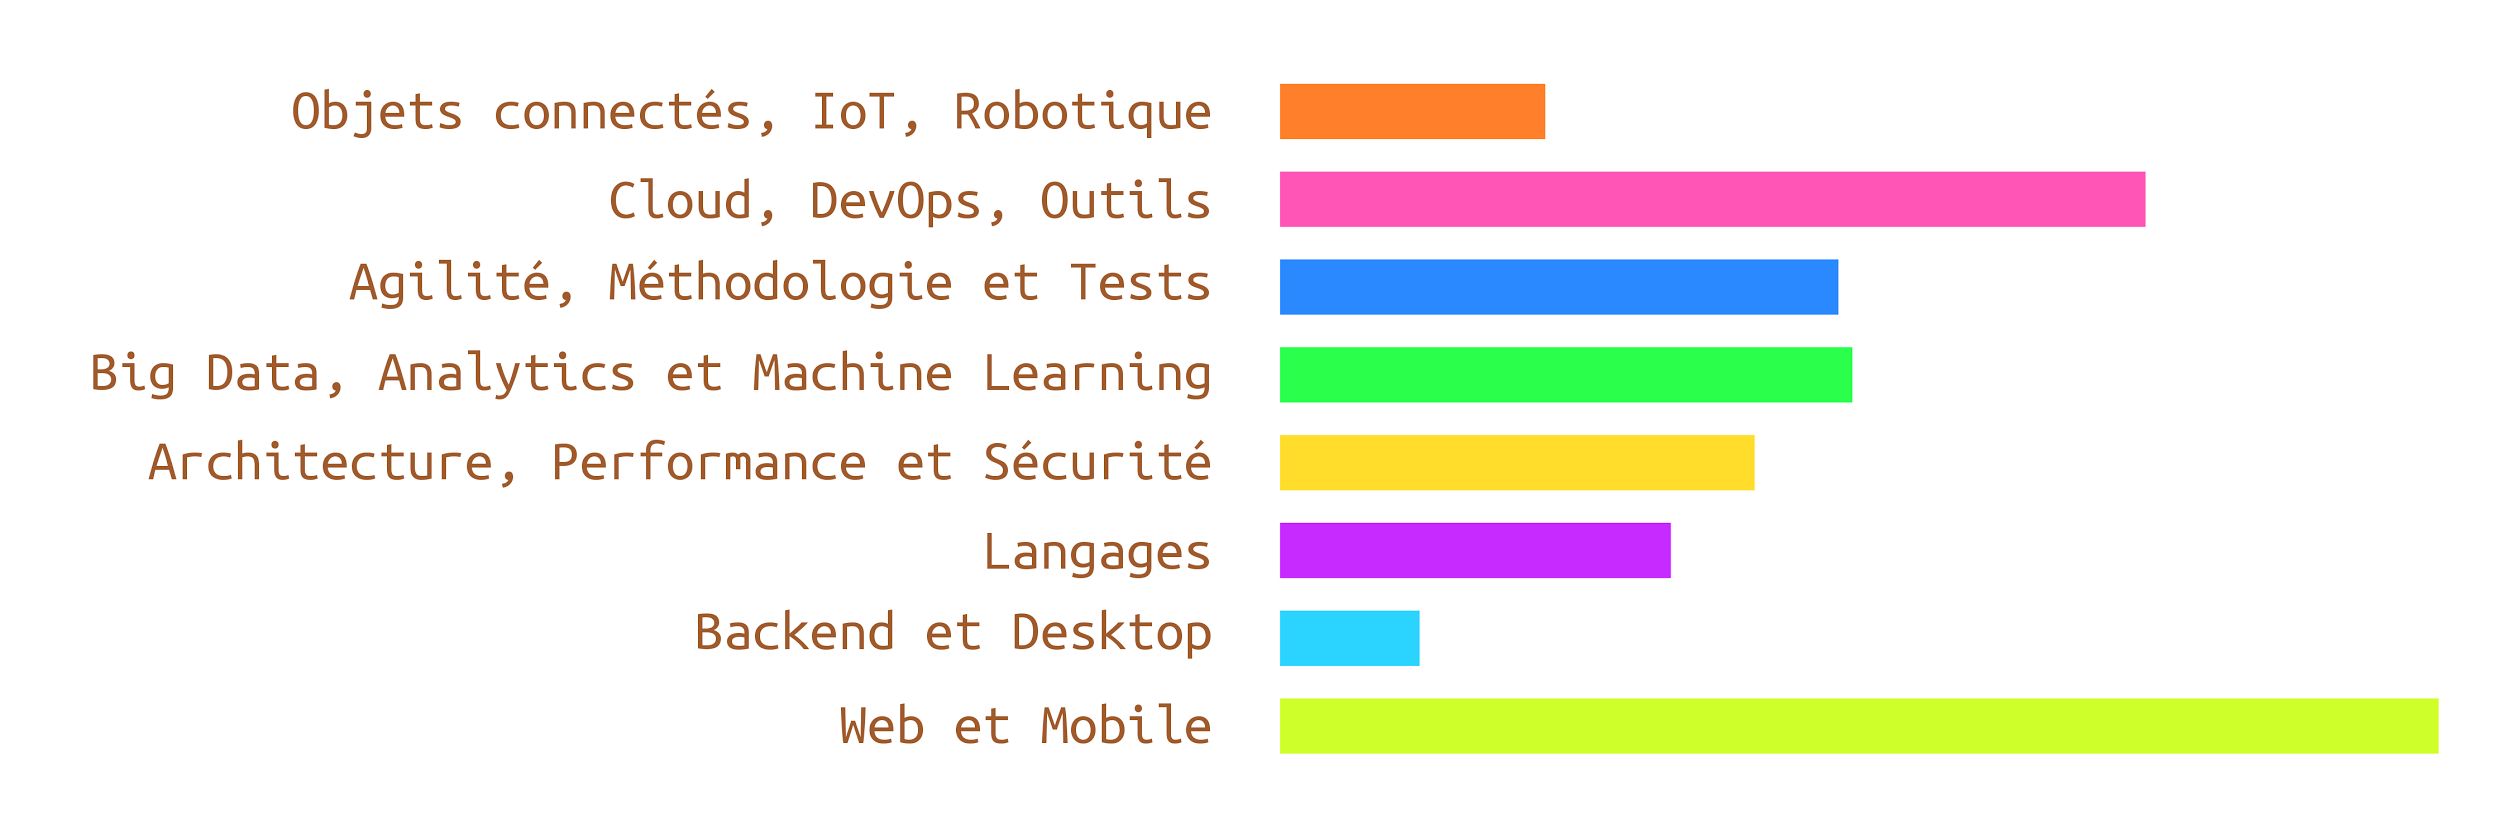 Objets connectés, IoT, Robotique
Cloud, DevOps, Outils
Agilité, Méthodologie et Tests
Big Data, Analytics et Machine Learning
Architecture, Performance et Sécurité
Langages
Backend et Desktop
Web et Mobile